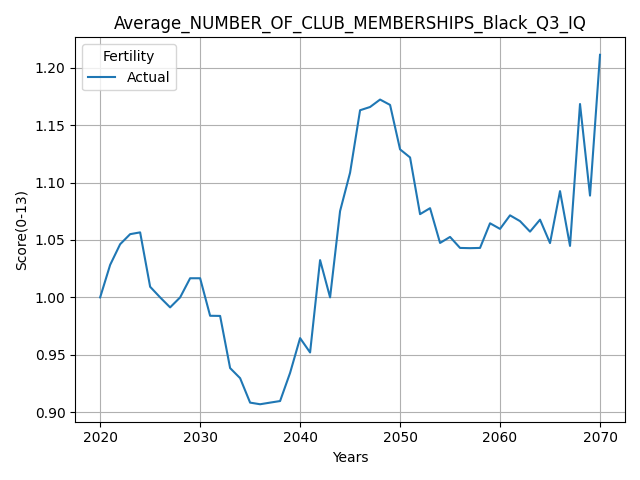 Average_NUMBER_OF_CLUB_MEMBERSHIPS_Black_Q3_IQ
Fertility
Actual
Score(0-13)
1.20
1.15
1.10
1.05
1.00
0.95
0.90
2020 2030 2040 2050 2060 2070
Years